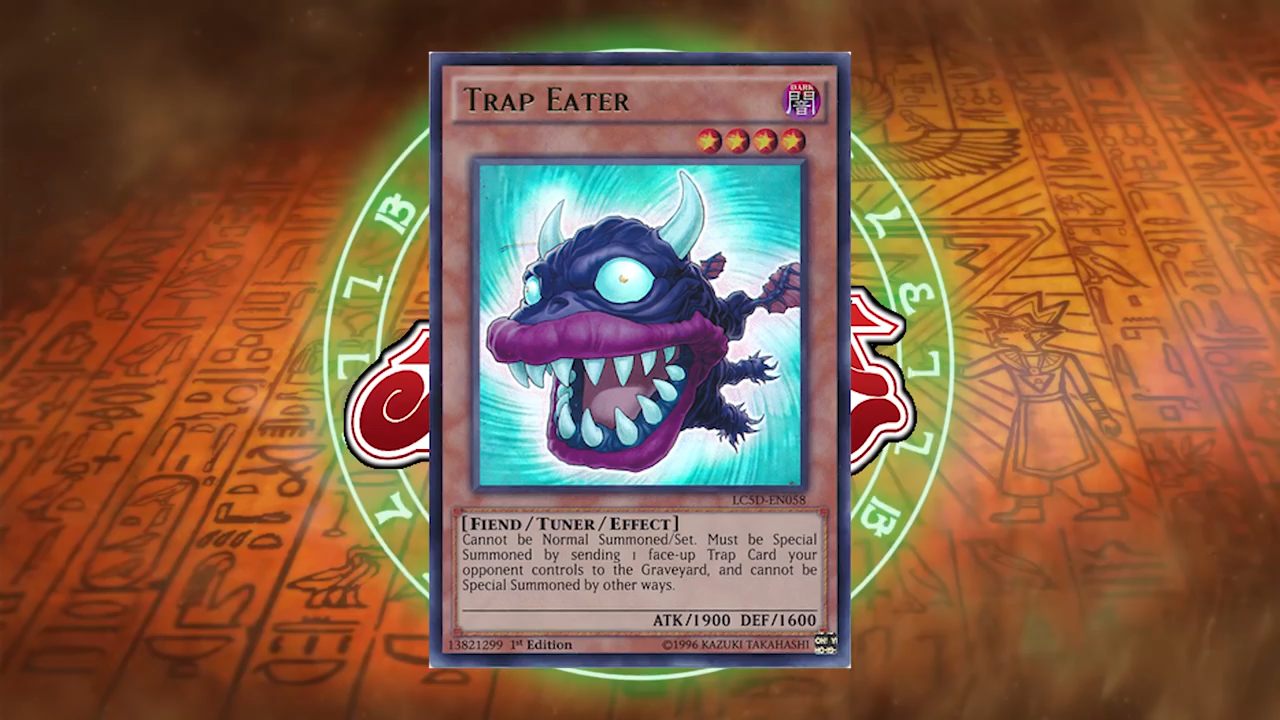 TRAP EATER
DARK
闇
LC5D-EN058
[FIEND/TUNER/EFFECT]
Cannot be Normal Summoned/Set. Must be Special
Summoned by sending 1 face-up Trap Card your
opponent controls to the Graveyard, and cannot be
Special Summoned by other ways.
ATK/1900 DEF/1600
13821299 1st Edition ©1996 KAZUKI TAKAHASHI